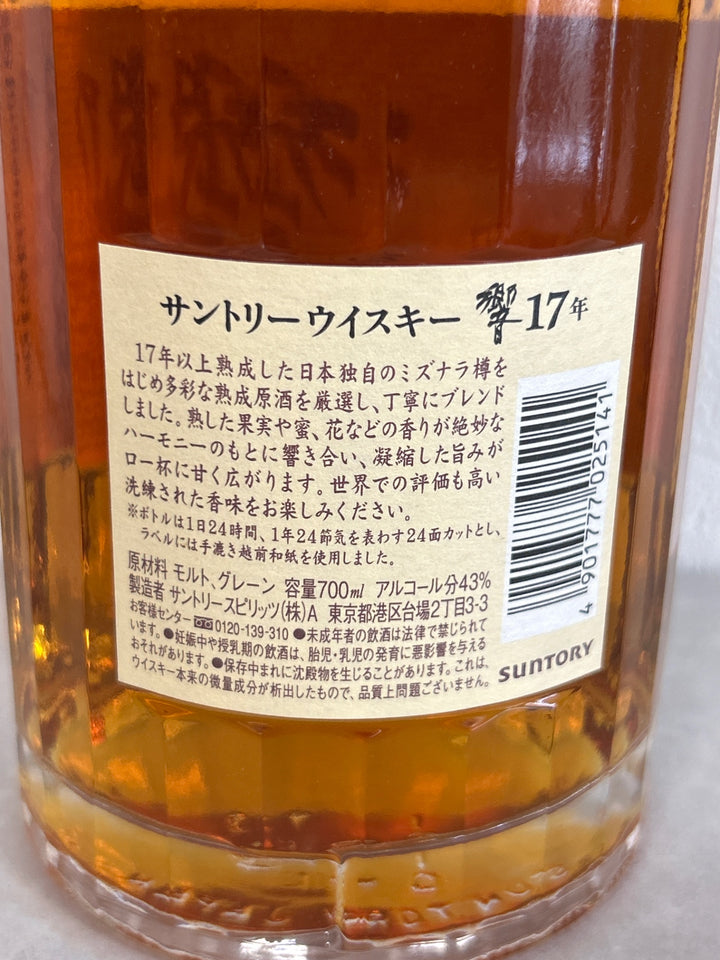 サントリーウイスキー 響 17年
17年以上熟成した日本独自のミズナラ樽を
はじめ多彩な熟成原酒を厳選し、丁寧にブレンド
しました。熟した果実や蜜、花などの香りが絶妙な
ハーモニーのもとに響き合い、凝縮した旨みが
口一杯に甘く広がります。世界での評価も高い
洗練された香味をお楽しみください。
※ボトルは1日24時間、1年24節気を表わす24面カットとし、
ラベルには手漉き越前和紙を使用しました。
原材料 モルト、グレーン 容量700ml アルコール分43%
製造者 サントリースピリッツ(株)A 東京都港区台場2丁目3-3
お客様センター 0120-139-310 ●未成年者の飲酒は法律で禁じられて
います。●妊娠中や授乳期の飲酒は、胎児・乳児の発育に悪影響を与える
おそれがあります。●保存中まれに沈殿物を生じることがあります。これは、
ウイスキー本来の微量成分が析出したもので、品質上問題ございません。
4 901777 025141
SUNTORY